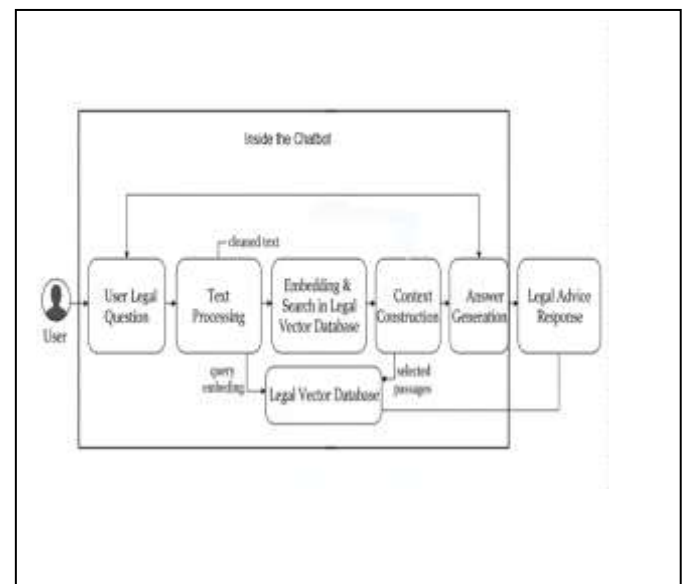 Inside the Chatbot
cleaned text
User Legal
Question
Text
Processing
Embedding &
Search in Legal
Vector Database
Context
Construction
Answer
Generation
Legal Advice
Response
User
query
embeding
Legal Vector Database
selected
passages